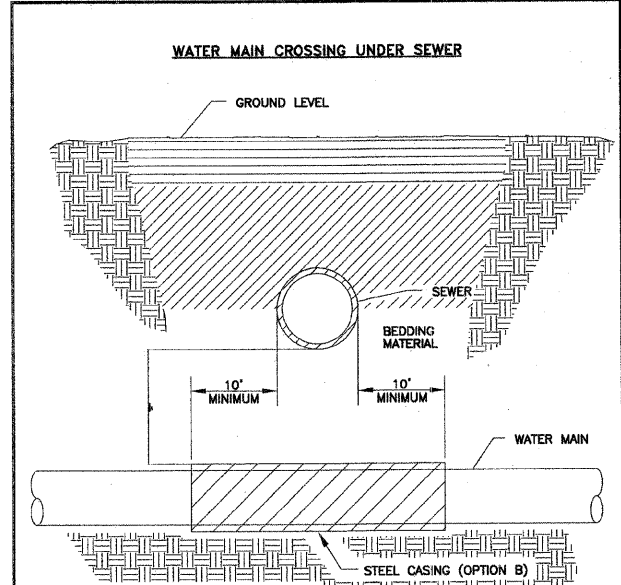 WATER MAIN CROSSING UNDER SEWER
GROUND LEVEL
SEWER
BEDDING
MATERIAL
10"
MINIMUM
10"
MINIMUM
WATER MAIN
STEEL CASING (OPTION B)